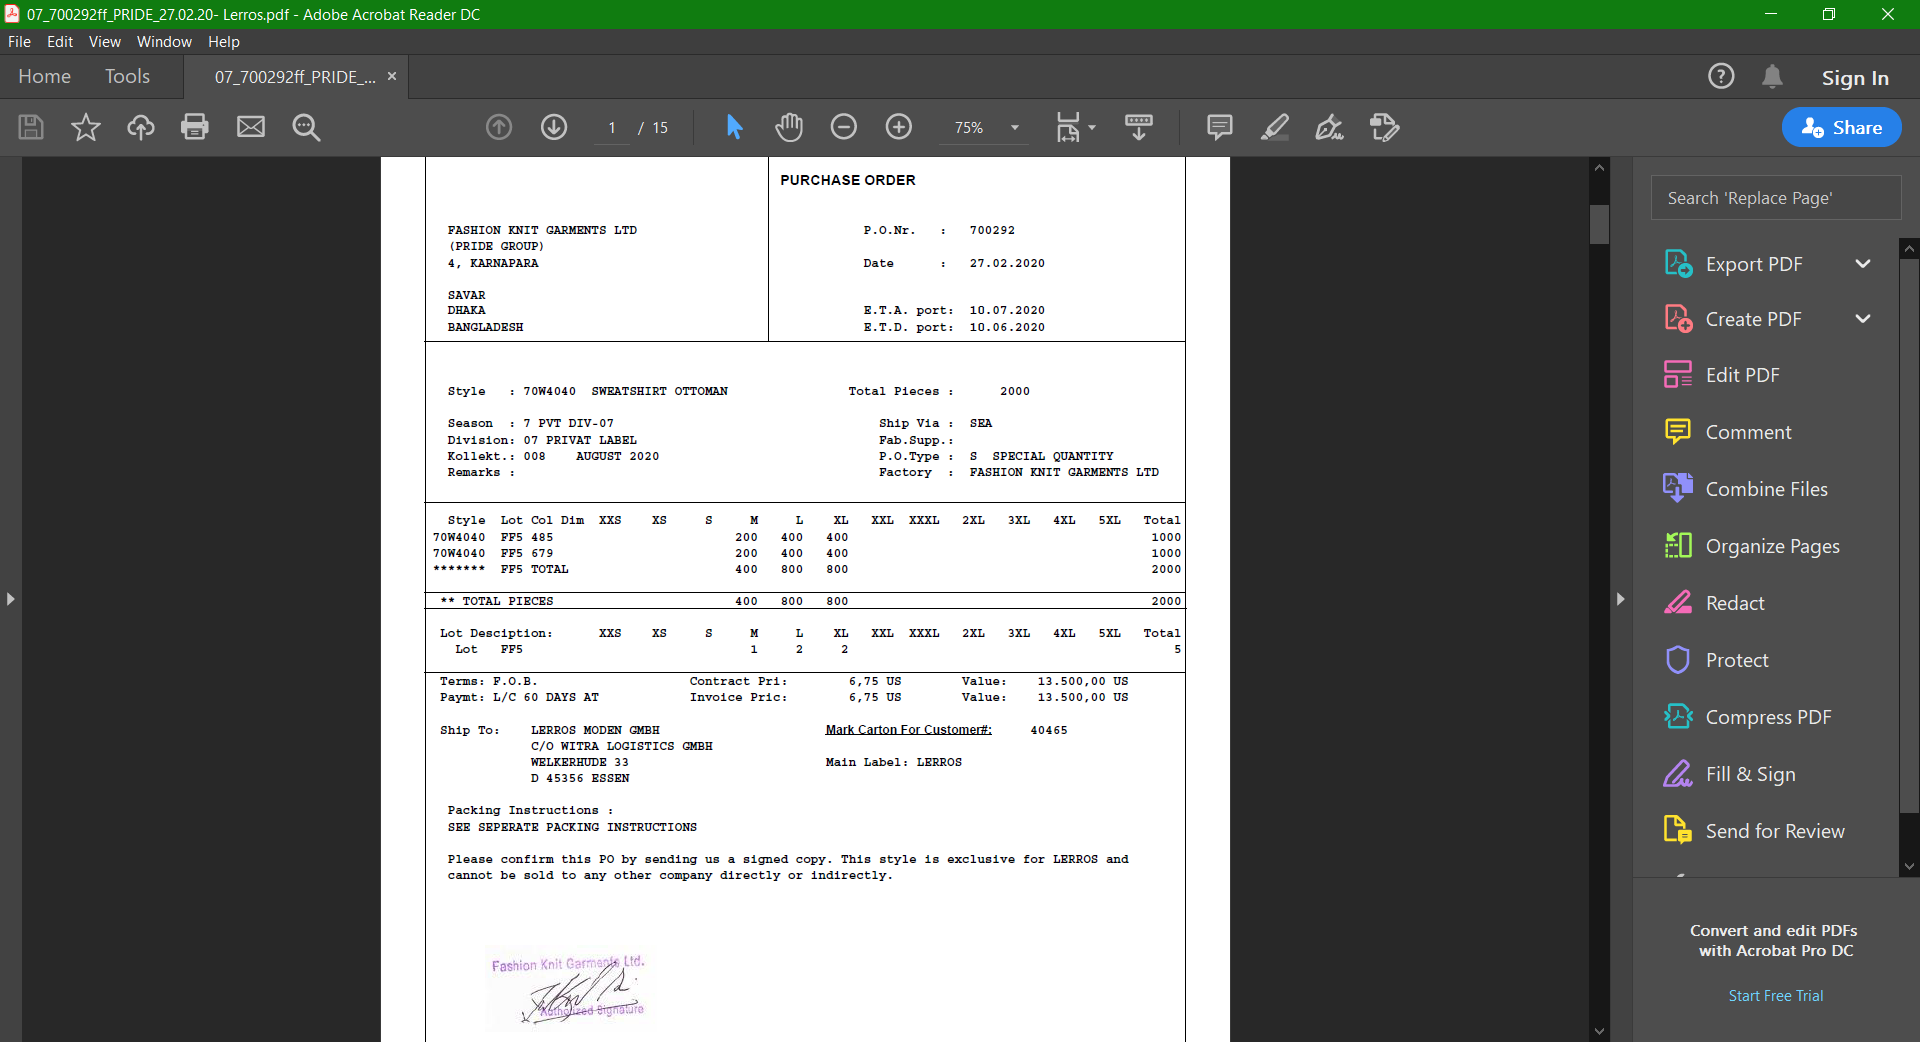 07_700292ff_PRIDE_27.02.20- Lerros.pdf - Adobe Acrobat Reader DC
File Edit View Window Help
Home Tools 07_700292ff_PRIDE_... × Sign In
1 / 15 75% Share
PURCHASE ORDER
FASHION KNIT GARMENTS LTD P.O.Nr. : 700292
(PRIDE GROUP)
4, KARNAPARA Date : 27.02.2020
SAVAR
DHAKA E.T.A. port: 10.07.2020
BANGLADESH E.T.D. port: 10.06.2020
Style : 70W4040 SWEATSHIRT OTTOMAN Total Pieces : 2000
Season : 7 PVT DIV-07 Ship Via : SEA
Division: 07 PRIVAT LABEL Fab.Supp.:
Kollekt.: 008 AUGUST 2020 P.O.Type : S SPECIAL QUANTITY
Remarks : Factory : FASHION KNIT GARMENTS LTD
Style Lot Col Dim XXS XS S M L XL XXL XXXL 2XL 3XL 4XL 5XL Total
70W4040 FF5 485 200 400 400 1000
70W4040 FF5 679 200 400 400 1000
******* FF5 TOTAL 400 800 800 2000
** TOTAL PIECES 400 800 800 2000
Lot Desciption: XXS XS S M L XL XXL XXXL 2XL 3XL 4XL 5XL Total
Lot FF5 1 2 2 5
Terms: F.O.B. Contract Pri: 6,75 US Value: 13.500,00 US
Paymt: L/C 60 DAYS AT Invoice Pric: 6,75 US Value: 13.500,00 US
Ship To: LERROS MODEN GMBH Mark Carton For Customer#: 40465
C/O WITRA LOGISTICS GMBH
WELKERHUDE 33 Main Label: LERROS
D 45356 ESSEN
Packing Instructions :
SEE SEPERATE PACKING INSTRUCTIONS
Please confirm this PO by sending us a signed copy. This style is exclusive for LERROS and
cannot be sold to any other company directly or indirectly.
Fashion Knit Garments Ltd.
Authorized Signature
Search 'Replace Page'
Export PDF
Create PDF
Edit PDF
Comment
Combine Files
Organize Pages
Redact
Protect
Compress PDF
Fill & Sign
Send for Review
Convert and edit PDFs
with Acrobat Pro DC
Start Free Trial